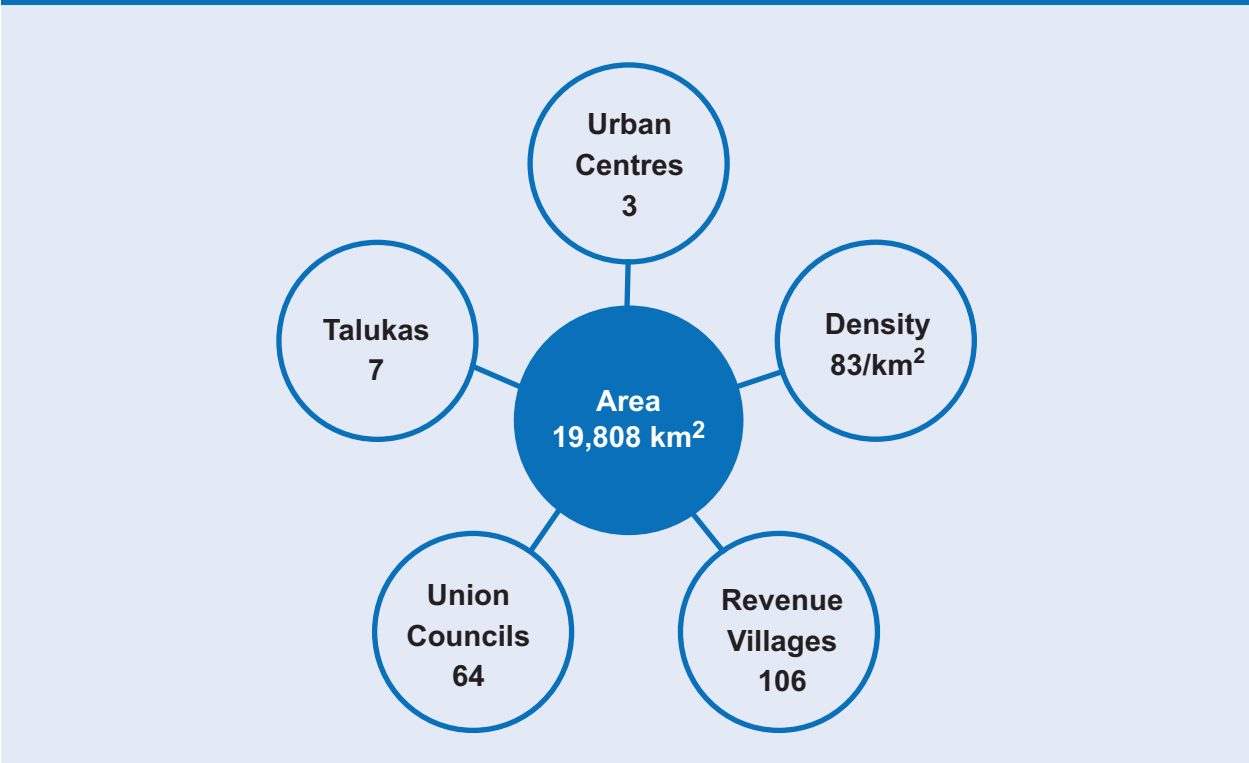 Urban
Centres
3
Talukas
7
Density
83/km²
Area
19,808 km²
Union
Councils
64
Revenue
Villages
106